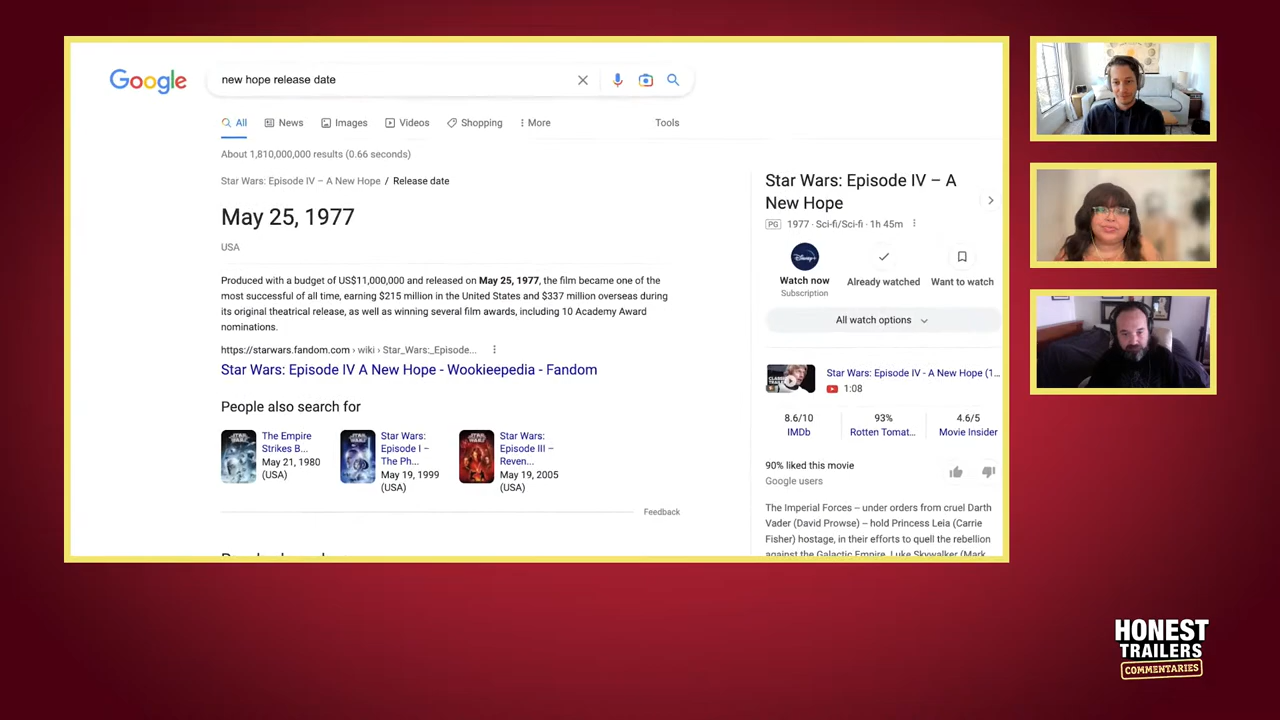 Google
new hope release date
All
News
Images
Videos
Shopping
More
Tools
About 1,810,000,000 results (0.66 seconds)
Star Wars: Episode IV – A New Hope / Release date
May 25, 1977
USA
Produced with a budget of US$11,000,000 and released on May 25, 1977, the film became one of the
most successful of all time, earning $215 million in the United States and $337 million overseas during
its original theatrical release, as well as winning several film awards, including 10 Academy Award
nominations.
https://starwars.fandom.com › wiki › Star_Wars:_Episode...
Star Wars: Episode IV A New Hope - Wookieepedia - Fandom
People also search for
The Empire
Strikes B...
May 21, 1980
(USA)
Star Wars:
Episode I –
The Ph...
May 19, 1999
(USA)
Star Wars:
Episode III –
Reven...
May 19, 2005
(USA)
Feedback
Star Wars: Episode IV – A
New Hope
PG 1977 · Sci-fi/Sci-fi · 1h 45m
Disney+
Watch now
Subscription
Already watched
Want to watch
All watch options
Star Wars: Episode IV - A New Hope (1...
1:08
8.6/10
IMDb
93%
Rotten Tomat...
4.6/5
Movie Insider
90% liked this movie
Google users
The Imperial Forces -- under orders from cruel Darth
Vader (David Prowse) -- hold Princess Leia (Carrie
Fisher) hostage, in their efforts to quell the rebellion
against the Galactic Empire. Luke Skywalker (Mark
HONEST
TRAILERS
COMMENTARIES